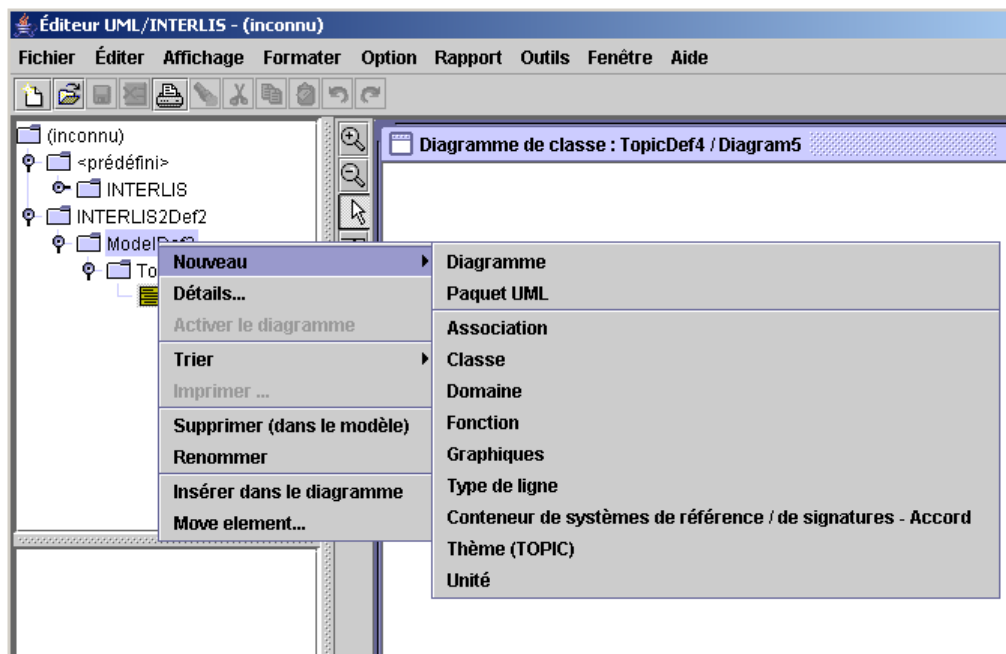 Éditeur UML/INTERLIS - (inconnu)
Fichier Éditer Affichage Formater Option Rapport Outils Fenêtre Aide
(inconnu)
<prédéfini>
INTERLIS
INTERLIS2Def2
ModelDef3
To
Diagramme de classe : TopicDef4 / Diagram5
Nouveau
Détails...
Activer le diagramme
Trier
Imprimer ...
Supprimer (dans le modèle)
Renommer
Insérer dans le diagramme
Move element...
Diagramme
Paquet UML
Association
Classe
Domaine
Fonction
Graphiques
Type de ligne
Conteneur de systèmes de référence / de signatures - Accord
Thème (TOPIC)
Unité